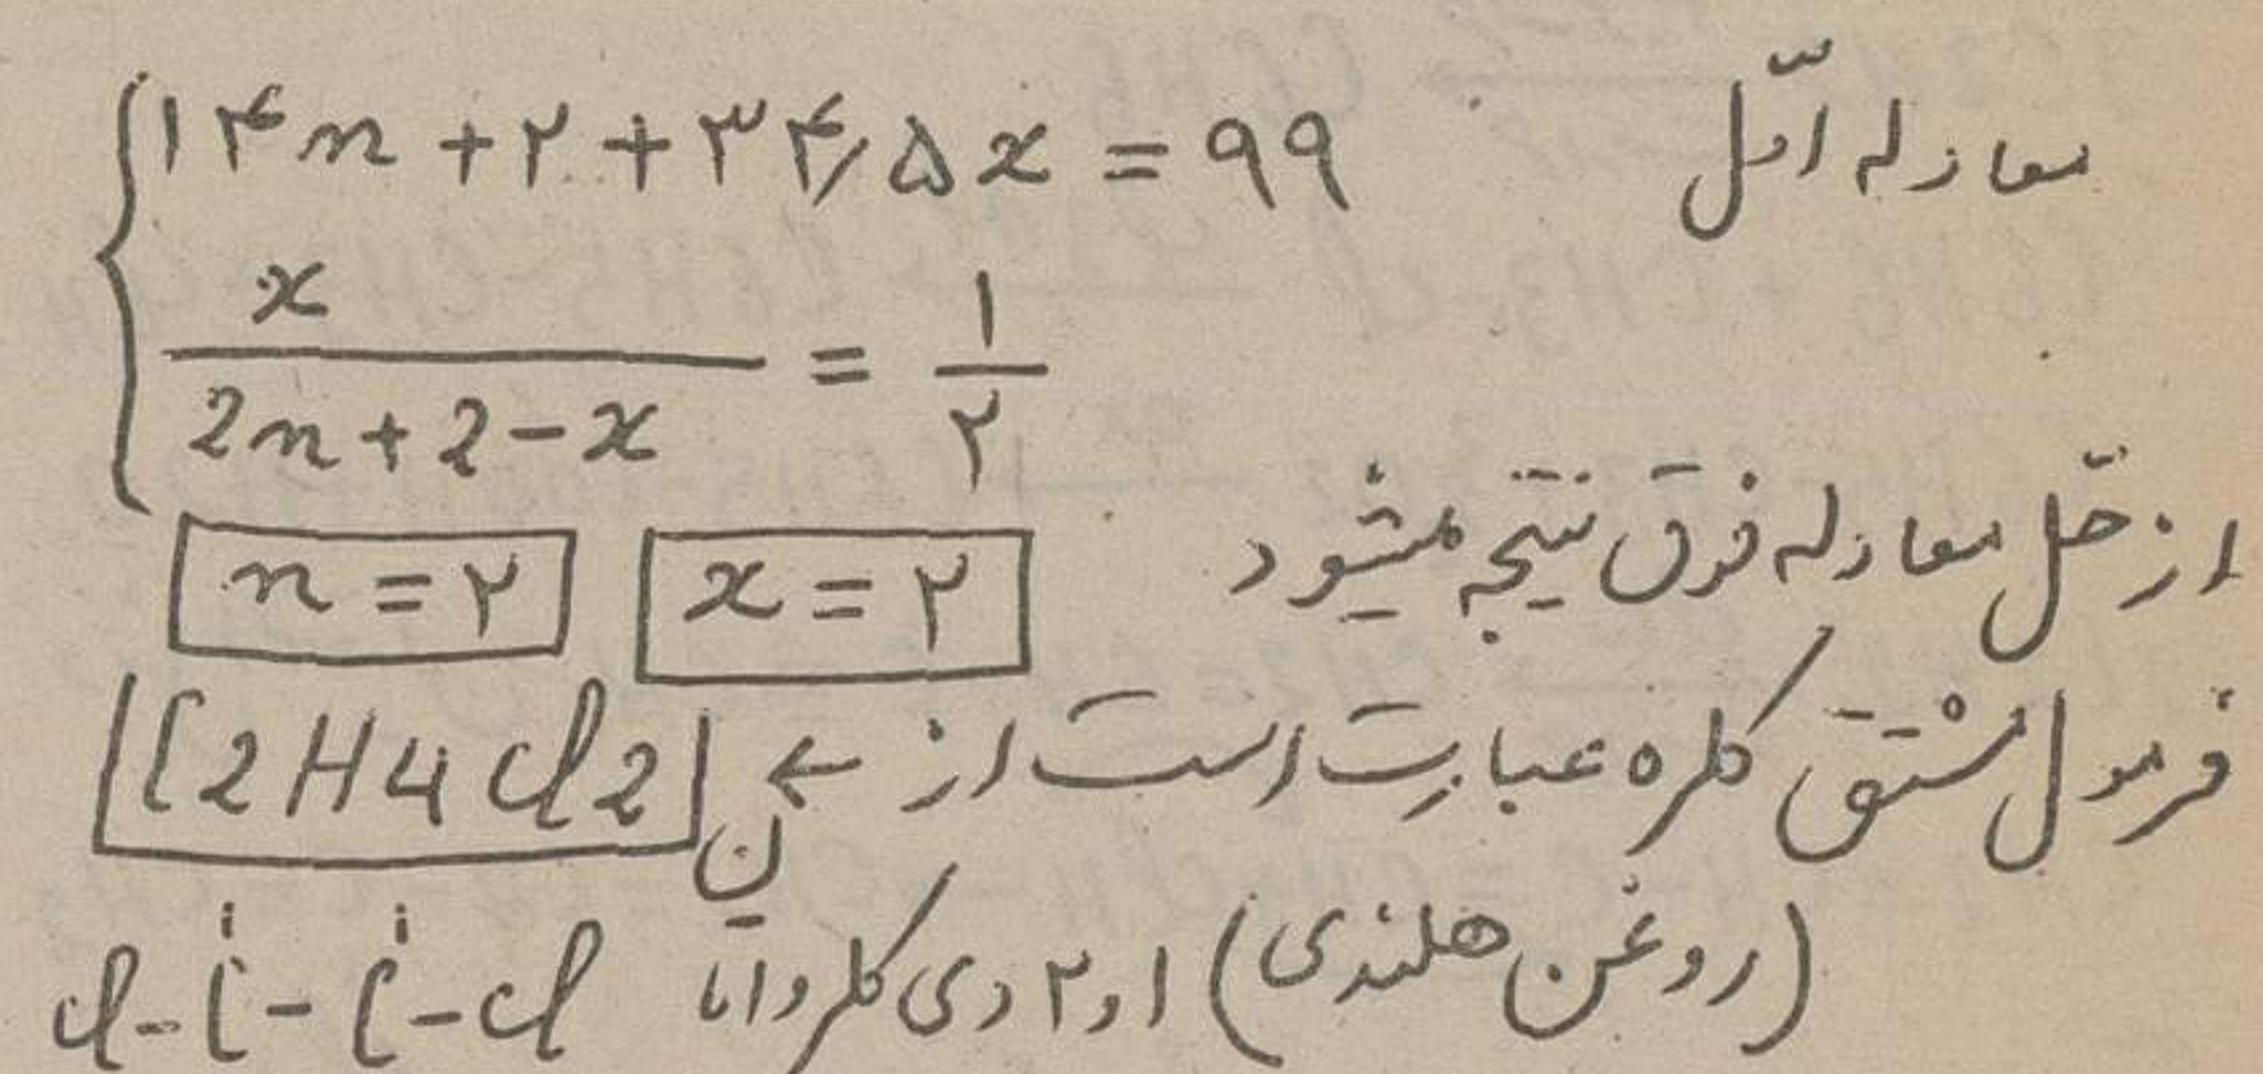 ۱۴n + ۲ + ۳۴٫۵x = ۹۹ معادله اوّل
x / 2n + 2 - x = ۱ / ۲
از حلّ معادله فوق نتیجه میشود x = ۲ n = ۲
فرمول مشتق کلره عبارت است از ← C2H4Cl2
(روغن هلندی) ۱و۲ دی کلرواتان Cl-C-C-Cl